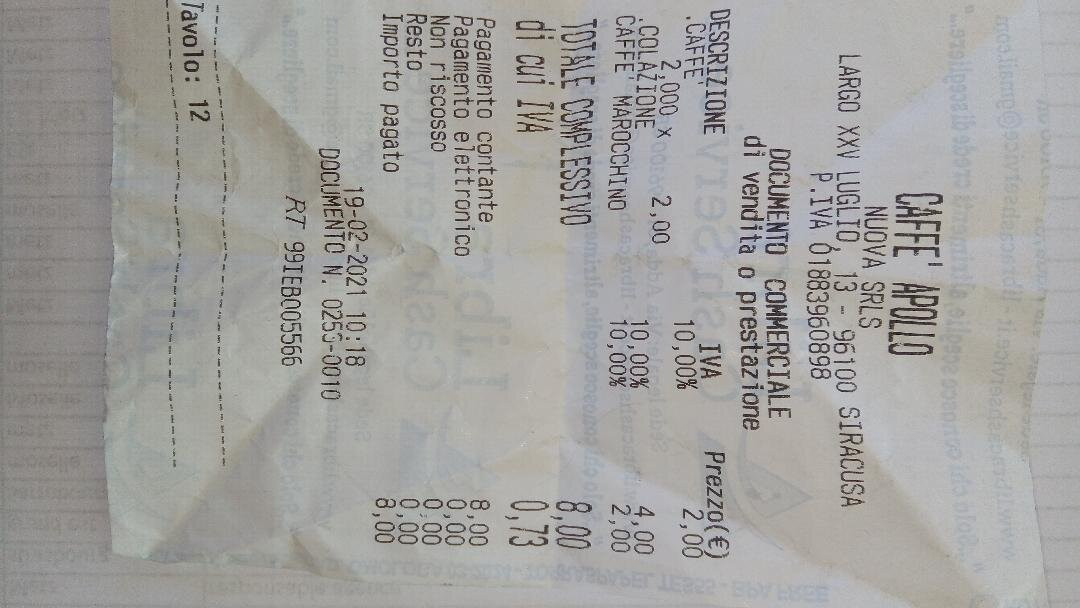 CAFFE' APOLLO
NUOVA SRLS
LARGO XXV LUGLIO, 13 - 96100 SIRACUSA
P.IVA 01883960898
DOCUMENTO COMMERCIALE
di vendita o prestazione
DESCRIZIONE IVA Prezzo(€)
.CAFFE' 10,00% 2,00
2,000 x 2,00
.COLAZIONE 10,00% 4,00
CAFFE' MAROCCHINO 10,00% 2,00
TOTALE COMPLESSIVO 8,00
di cui IVA 0,73
Pagamento contante 8,00
Pagamento elettronico 0,00
Non riscosso 0,00
Resto 0,00
Importo pagato 8,00
19-02-2021 10:18
DOCUMENTO N. 0256-0010
RT 99IEB005566
Tavolo: 12